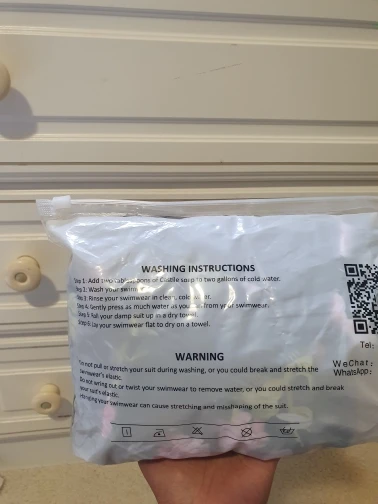 WASHING INSTRUCTIONS
Step 1: Add two tablespoons of Castile soap to two gallons of cold water.
Step 2: Wash your swimwear
Step 3: Rinse your swimwear in clean, cold water.
Step 4: Gently press as much water as you can from your swimwear.
Step 5: Roll your damp suit up in a dry towel.
Step 6: Lay your swimwear flat to dry on a towel.
WARNING
Do not pull or stretch your suit during washing, or you could break and stretch the
swimwear's elastic.
Do not wring out or twist your swimwear to remove water, or you could stretch and break
your suit's elastic.
Hanging your swimwear can cause stretching and misshaping of the suit.
Tel:
WeChat:
WhatsApp: